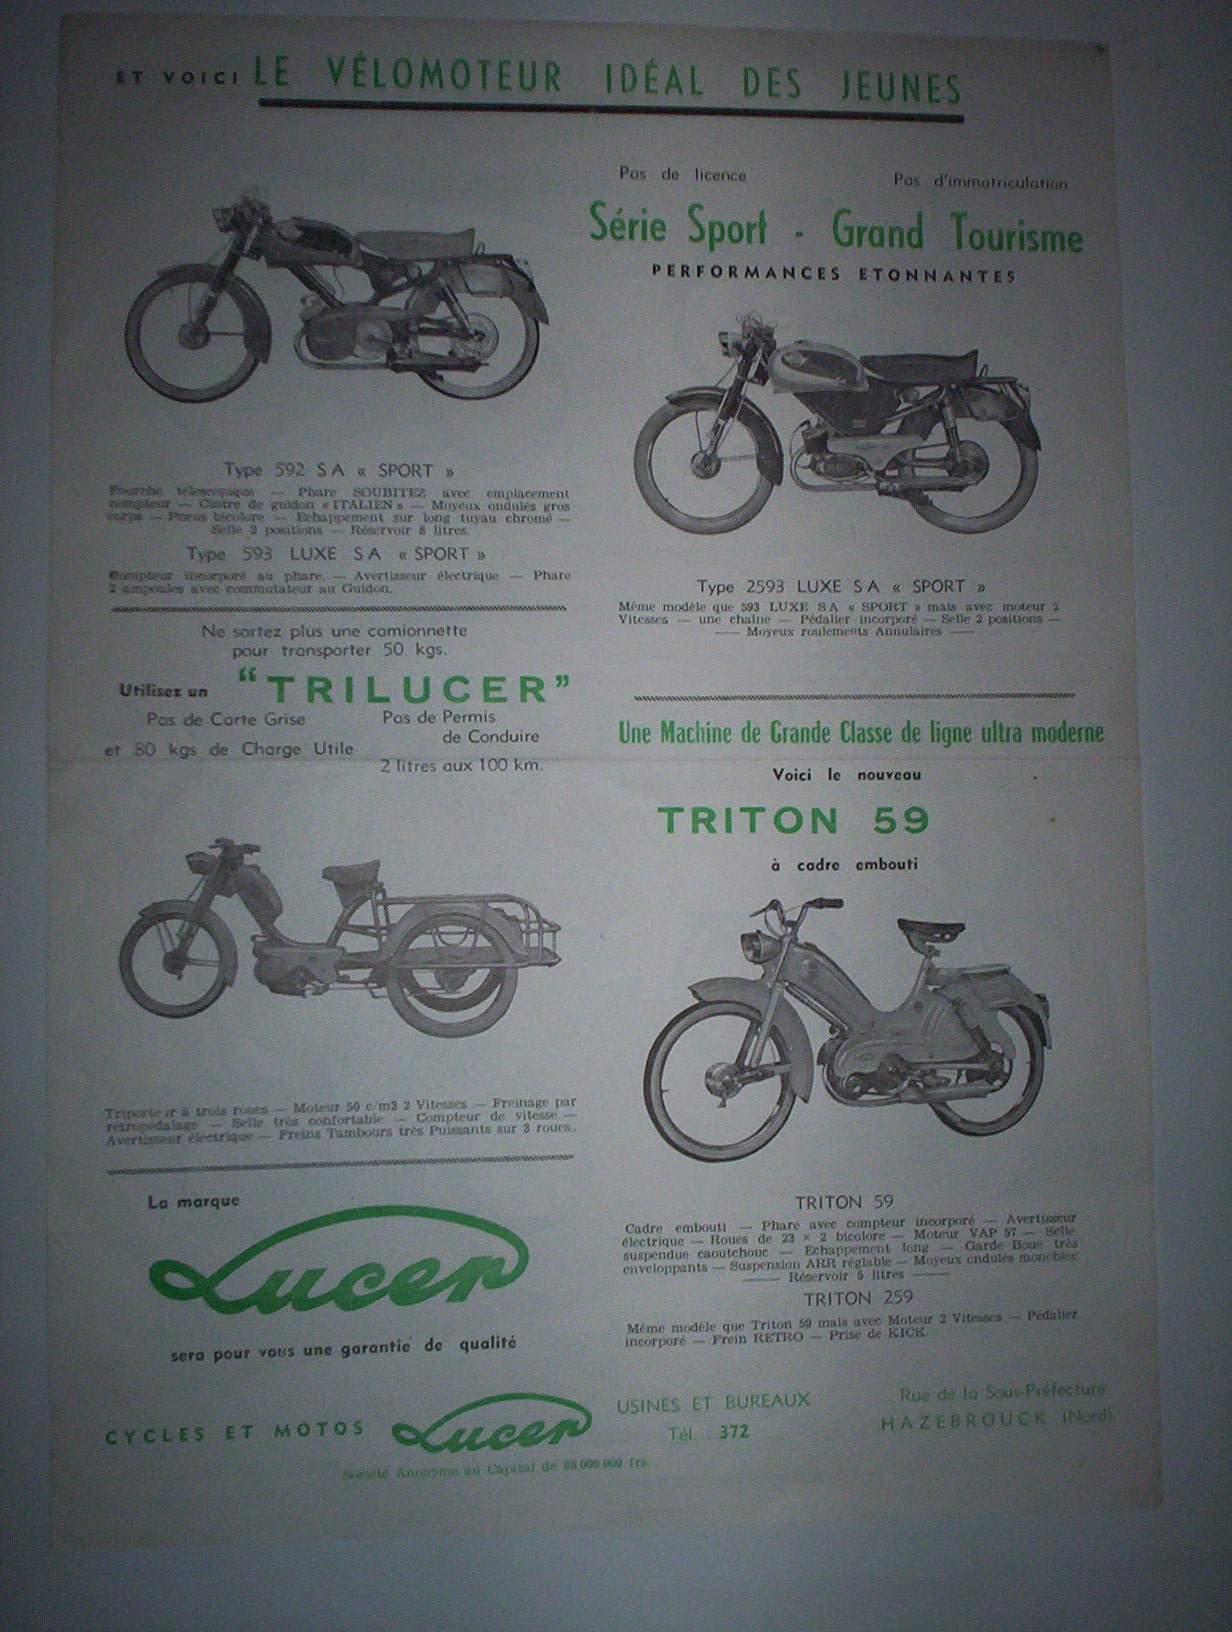 ET VOICI LE VÉLOMOTEUR IDÉAL DES JEUNES
Pas de licence Pas d'immatriculation
Série Sport - Grand Tourisme
PERFORMANCES ETONNANTES
Type 592 S A « SPORT »
Fourche télescopique — Phare SOUBITEZ avec emplacement
compteur — Cintre de guidon « ITALIEN » — Moyeux ondulés gros
corps — Pneus bicolore — Echappement sur long tuyau chromé —
Selle 2 positions — Réservoir 8 litres.
Type 593 LUXE S A « SPORT »
Compteur incorporé au phare. — Avertisseur électrique — Phare
2 ampoules avec commutateur au Guidon.
Type 2593 LUXE S A « SPORT »
Même modèle que 593 LUXE S A « SPORT » mais avec moteur 2
Vitesses — une chaîne — Pédalier incorporé — Selle 2 positions —
— Moyeux roulements Annulaires —
Ne sortez plus une camionnette
pour transporter 50 kgs.
Utilisez un "TRILUCER"
Pas de Carte Grise Pas de Permis
de Conduire
et 80 kgs de Charge Utile
2 litres aux 100 km.
Triporteur à trois roues — Moteur 50 c/m3 2 Vitesses — Freinage par
rétropédalage — Selle très confortable — Compteur de vitesse —
Avertisseur électrique — Freins Tambours très Puissants sur 3 roues..
Une Machine de Grande Classe de ligne ultra moderne
Voici le nouveau
TRITON 59
à cadre embouti
TRITON 59
Cadre embouti — Phare avec compteur incorporé — Avertisseur
électrique — Roues de 23 × 2 bicolore — Moteur VAP 57 — Selle
suspendue caoutchouc — Echappement long — Garde Boue très
enveloppants — Suspension ARR réglable — Moyeux ondulés monobloc
— Réservoir 5 litres —
TRITON 259
Même modèle que Triton 59 mais avec Moteur 2 Vitesses — Pédalier
incorporé — Frein RETRO — Prise de KICK.
La marque
Lucer
sera pour vous une garantie de qualité
CYCLES ET MOTOS Lucer
Société Anonyme au Capital de 85.000.000 frs.
USINES ET BUREAUX
Tél. : 372
Rue de la Sous-Préfecture
HAZEBROUCK (Nord)